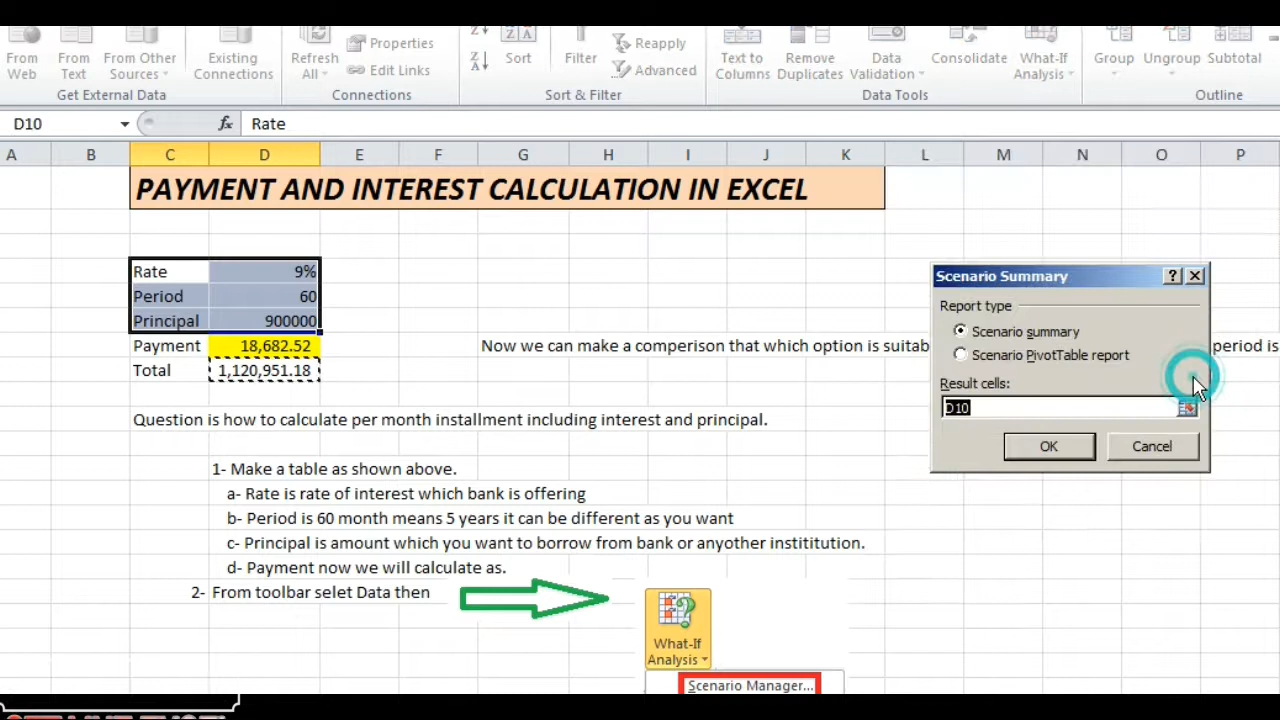 From Web
From Text
From Other Sources
Existing Connections
Get External Data
Refresh All
Properties
Edit Links
Connections
Sort
Filter
Reapply
Advanced
Sort & Filter
Text to Columns
Remove Duplicates
Data Validation
Consolidate
What-If Analysis
Data Tools
Group
Ungroup
Subtotal
Outline
D10
fx
Rate
A B C D E F G H I J K L M N O P
PAYMENT AND INTEREST CALCULATION IN EXCEL
Rate 9%
Period 60
Principal 900000
Payment 18,682.52
Now we can make a comperison that which option is suitab
period is
Total 1,120,951.18
Scenario Summary
Report type
Scenario summary
Scenario PivotTable report
Result cells:
D10
OK
Cancel
Question is how to calculate per month installment including interest and principal.
1- Make a table as shown above.
a- Rate is rate of interest which bank is offering
b- Period is 60 month means 5 years it can be different as you want
c- Principal is amount which you want to borrow from bank or anyother instititution.
d- Payment now we will calculate as.
2- From toolbar selet Data then
What-If
Analysis
Scenario Manager...